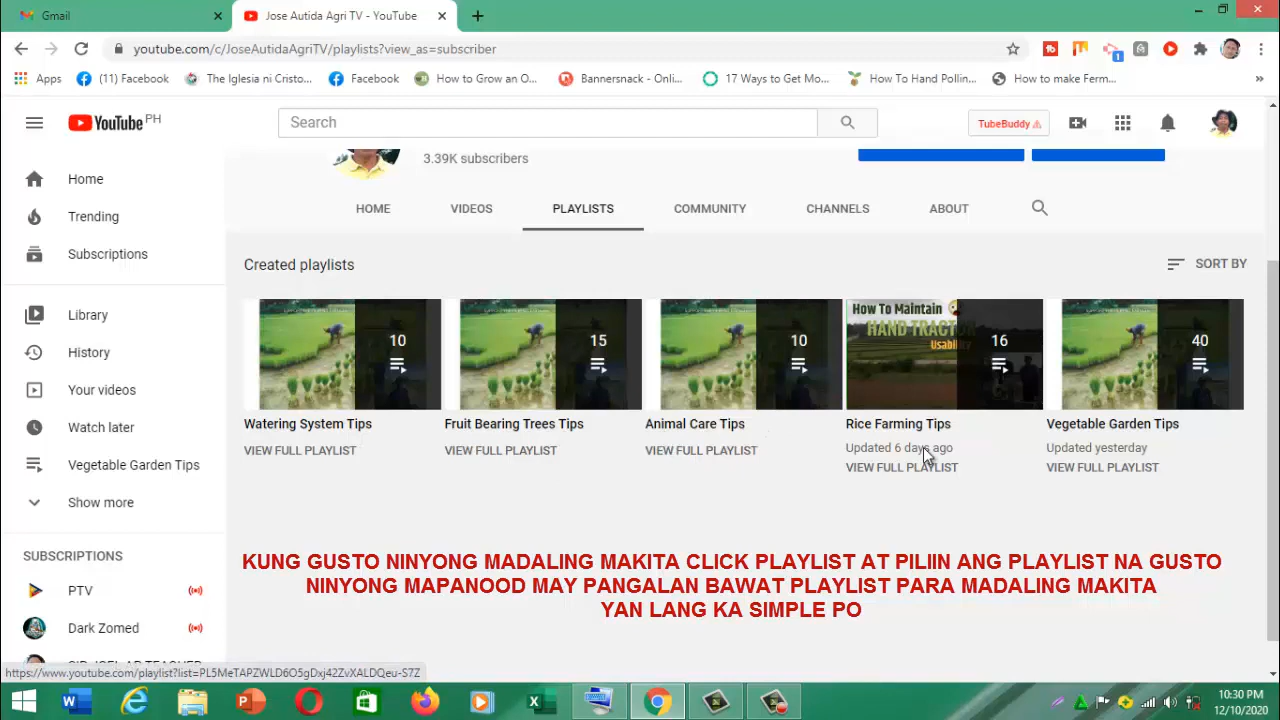 Gmail
Jose Autida Agri TV - YouTube
youtube.com/c/JoseAutidaAgriTV/playlists?view_as=subscriber
Apps
(11) Facebook
The Iglesia ni Cristo...
Facebook
How to Grow an O...
Bannersnack - Onli...
17 Ways to Get Mo...
How To Hand Pollin...
How to make Ferm...
YouTube PH
Search
TubeBuddy
3.39K subscribers
HOME
VIDEOS
PLAYLISTS
COMMUNITY
CHANNELS
ABOUT
Home
Trending
Subscriptions
Library
History
Your videos
Watch later
Vegetable Garden Tips
Show more
SUBSCRIPTIONS
PTV
Dark Zomed
Created playlists
SORT BY
10
Watering System Tips
VIEW FULL PLAYLIST
15
Fruit Bearing Trees Tips
VIEW FULL PLAYLIST
10
Animal Care Tips
VIEW FULL PLAYLIST
How To Maintain
HAND TRACT
Usabili
16
Rice Farming Tips
Updated 6 days ago
VIEW FULL PLAYLIST
40
Vegetable Garden Tips
Updated yesterday
VIEW FULL PLAYLIST
KUNG GUSTO NINYONG MADALING MAKITA CLICK PLAYLIST AT PILIIN ANG PLAYLIST NA GUSTO
NINYONG MAPANOOD MAY PANGALAN BAWAT PLAYLIST PARA MADALING MAKITA
YAN LANG KA SIMPLE PO
https://www.youtube.com/playlist?list=PL5MeTAPZWLD6O5gDxj42ZvXALDQeu-S7Z
10:30 PM
12/10/2020